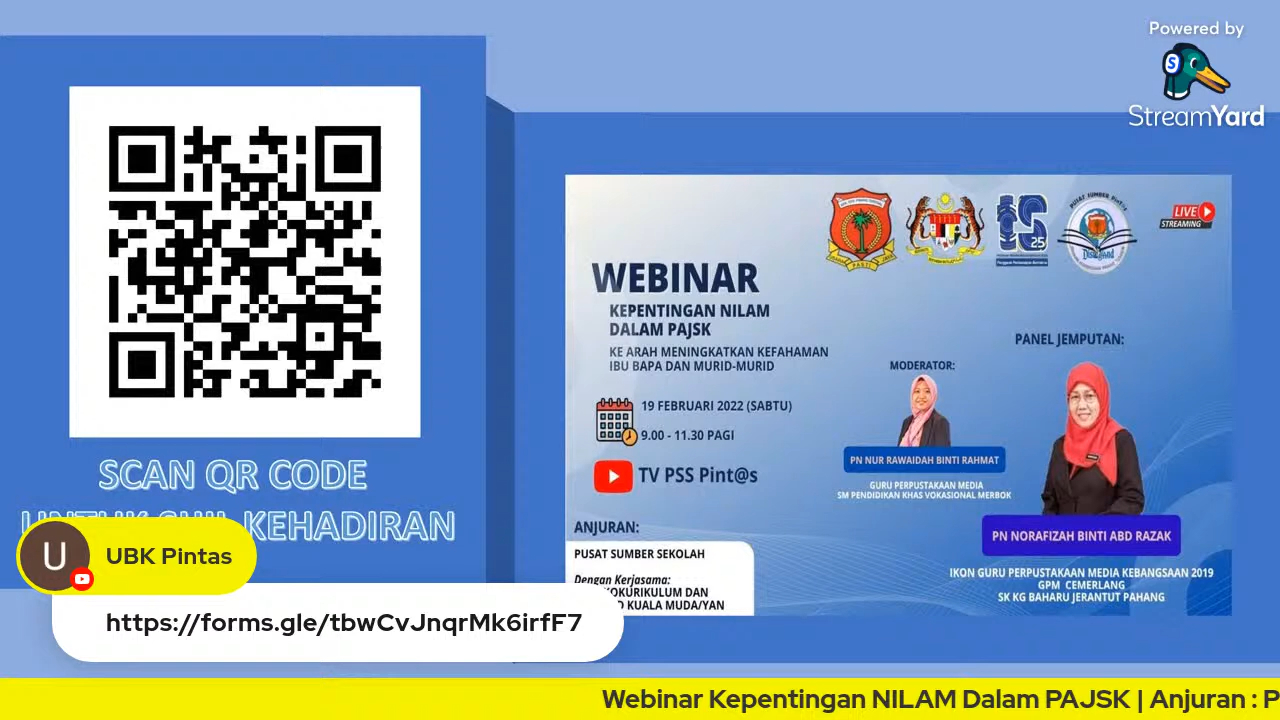 Powered by
StreamYard
LIVE
STREAMING
25
WEBINAR
KEPENTINGAN NILAM
DALAM PAJSK
KE ARAH MENINGKATKAN KEFAHAMAN
IBU BAPA DAN MURID-MURID
19 FEBRUARI 2022 (SABTU)
9.00 - 11.30 PAGI
TV PSS Pint@s
ANJURAN:
PUSAT SUMBER SEKOLAH
Dengan Kerjasama:
KOKURIKULUM DAN
KUALA MUDA/YAN
MODERATOR:
PN NUR RAWAIDAH BINTI RAHMAT
GURU PERPUSTAKAAN MEDIA
SM PENDIDIKAN KHAS VOKASIONAL MERBOK
PANEL JEMPUTAN:
PN NORAFIZAH BINTI ABD RAZAK
IKON GURU PERPUSTAKAAN MEDIA KEBANGSAAN 2019
GPM CEMERLANG
SK KG BAHARU JERANTUT PAHANG
SCAN QR CODE
KEHADIRAN
U
UBK Pintas
https://forms.gle/tbwCvJnqrMk6irfF7
Webinar Kepentingan NILAM Dalam PAJSK | Anjuran : P